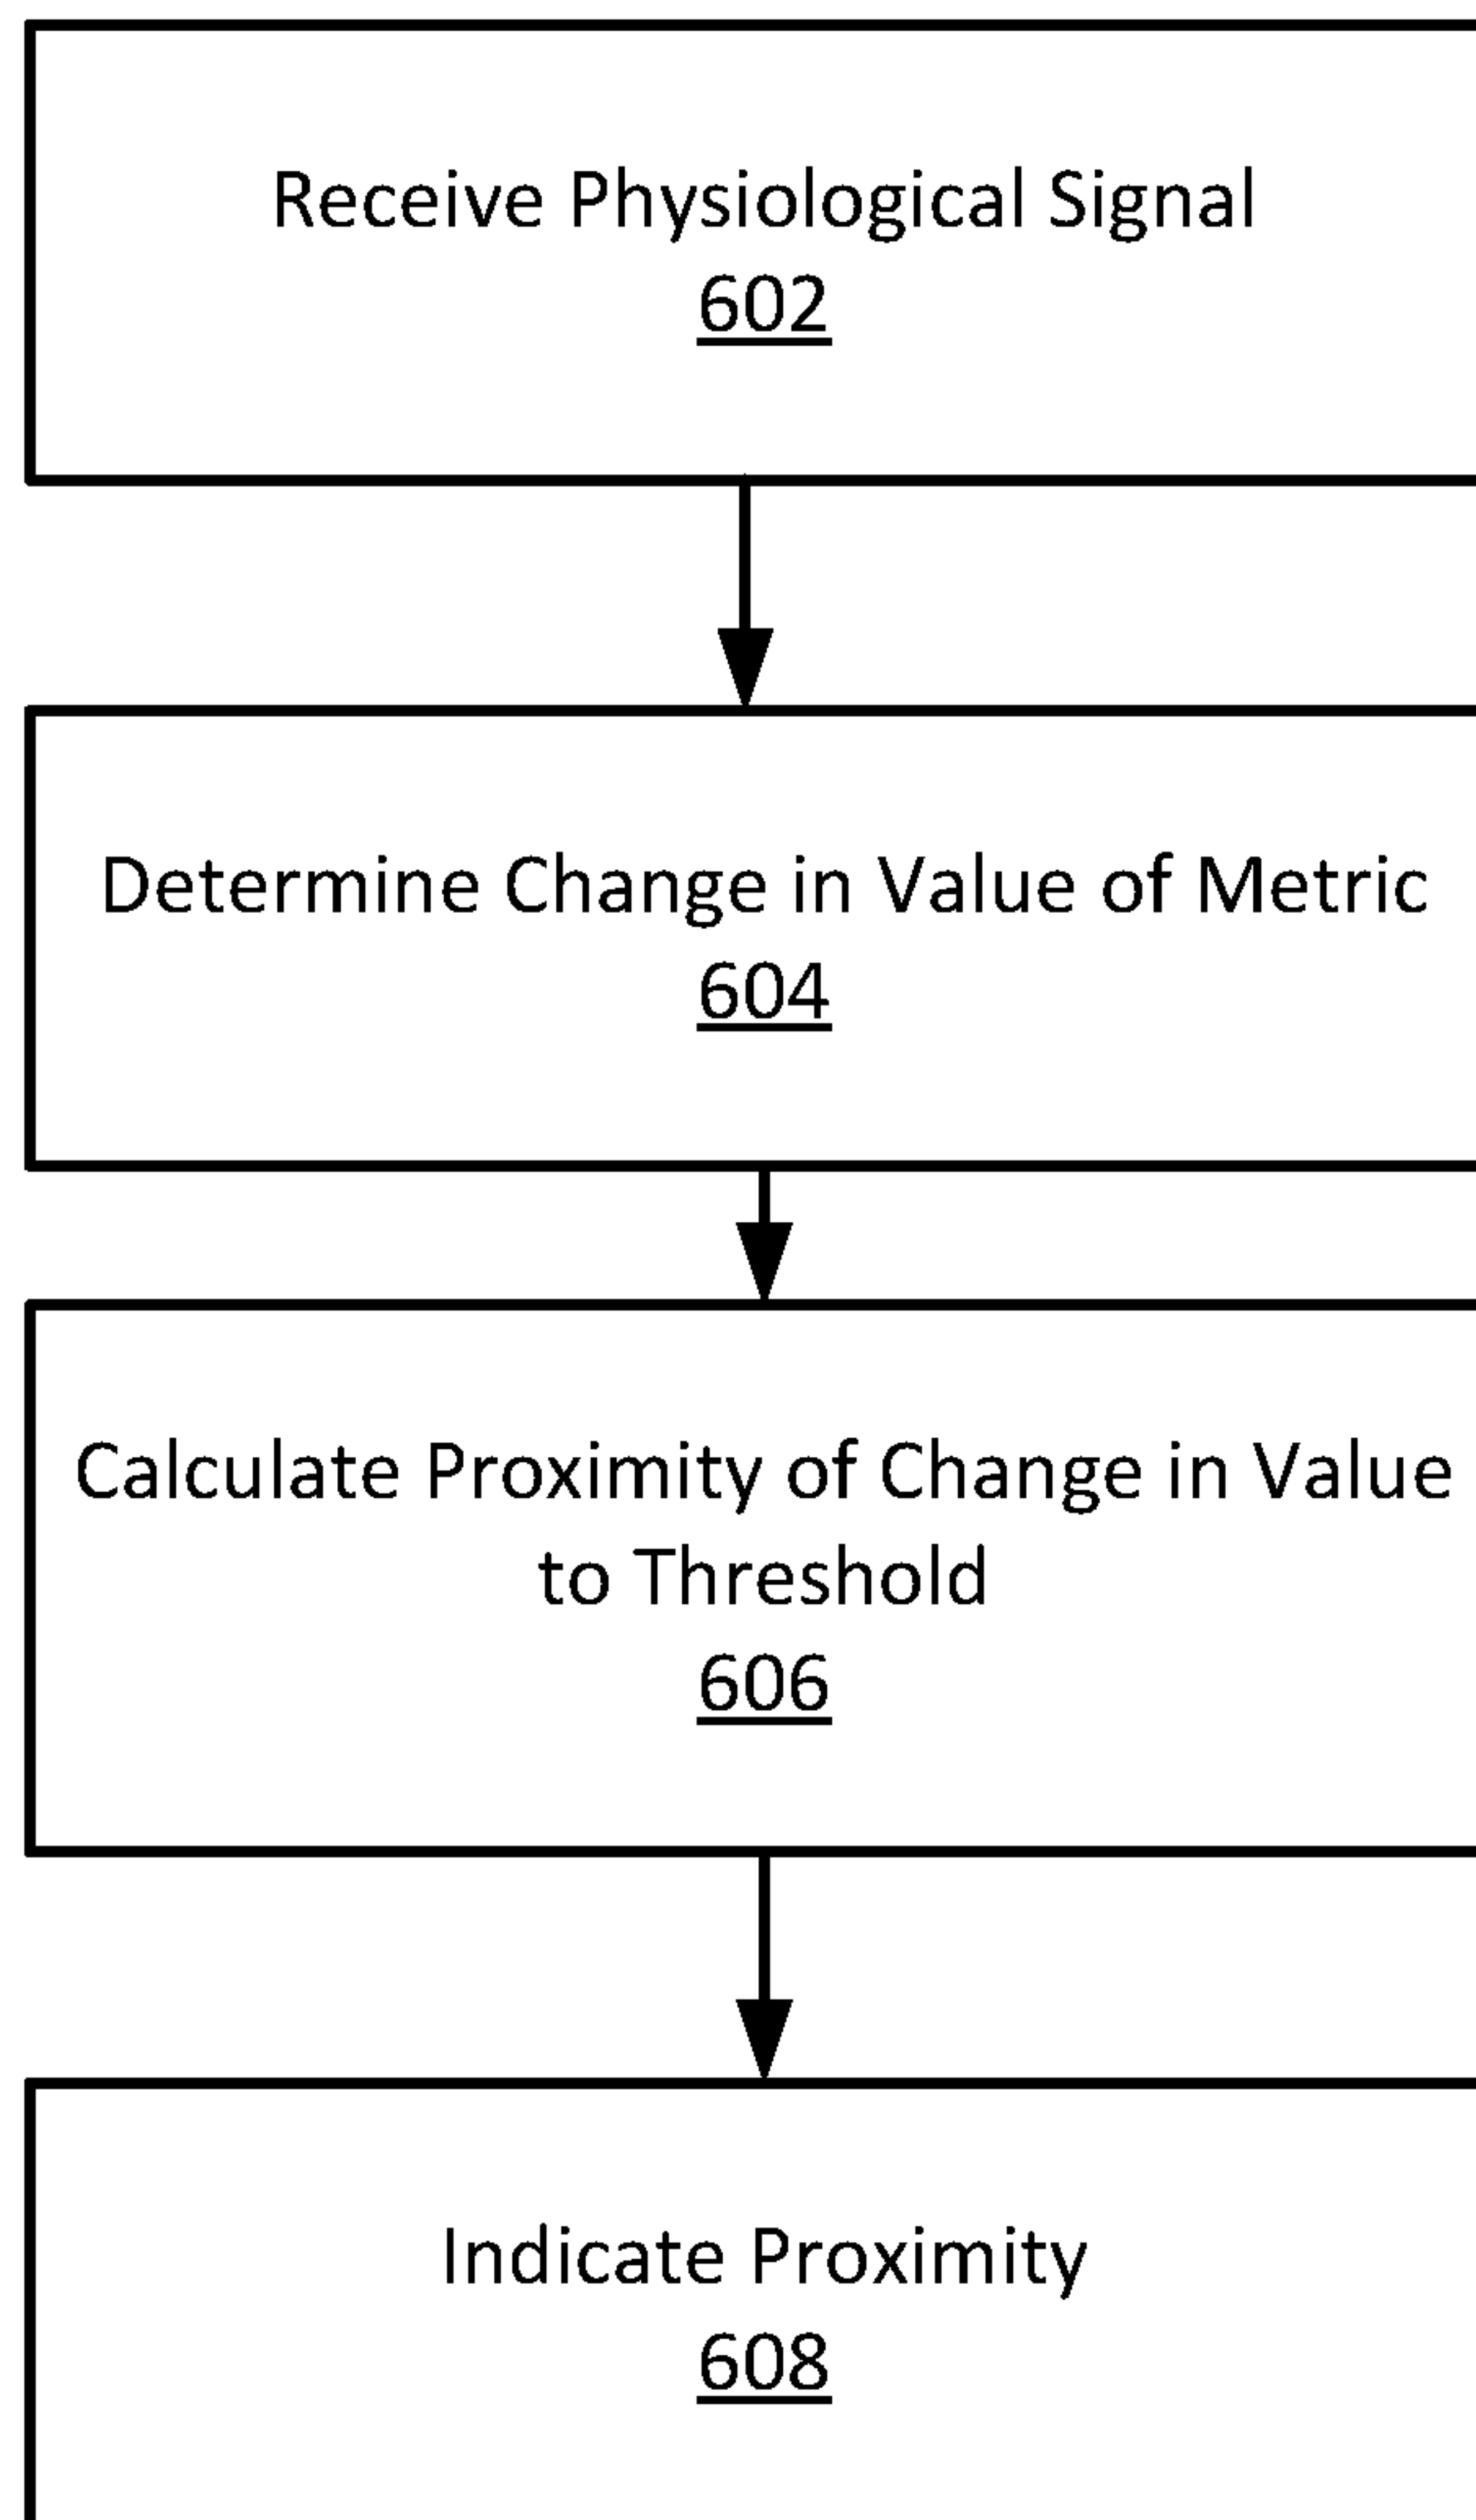 Receive Physiological Signal
602
Determine Change in Value of Metric
604
Calculate Proximity of Change in Value
to Threshold
606
Indicate Proximity
608